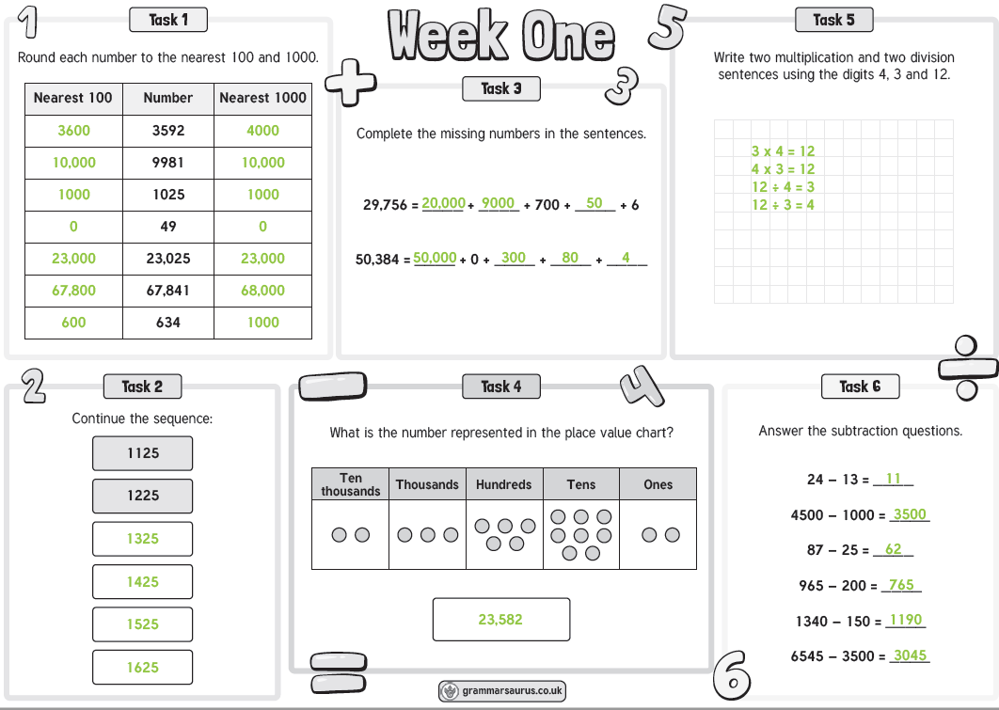 Week One
1
Task 1
Round each number to the nearest 100 and 1000.
Nearest 100 Number Nearest 1000
3600 3592 4000
10,000 9981 10,000
1000 1025 1000
0 49 0
23,000 23,025 23,000
67,800 67,841 68,000
600 634 1000
2
Task 2
Continue the sequence:
1125
1225
1325
1425
1525
1625
+
3
Task 3
Complete the missing numbers in the sentences.
29,756 = 20,000 + 9000 + 700 + 50 + 6
50,384 = 50,000 + 0 + 300 + 80 + 4
−
4
Task 4
What is the number represented in the place value chart?
Ten
thousands Thousands Hundreds Tens Ones
23,582
=
5
Task 5
Write two multiplication and two division
sentences using the digits 4, 3 and 12.
3 x 4 = 12
4 x 3 = 12
12 ÷ 4 = 3
12 ÷ 3 = 4
÷
6
Task 6
Answer the subtraction questions.
24 – 13 = 11
4500 – 1000 = 3500
87 – 25 = 62
965 – 200 = 765
1340 – 150 = 1190
6545 – 3500 = 3045
grammarsaurus.co.uk